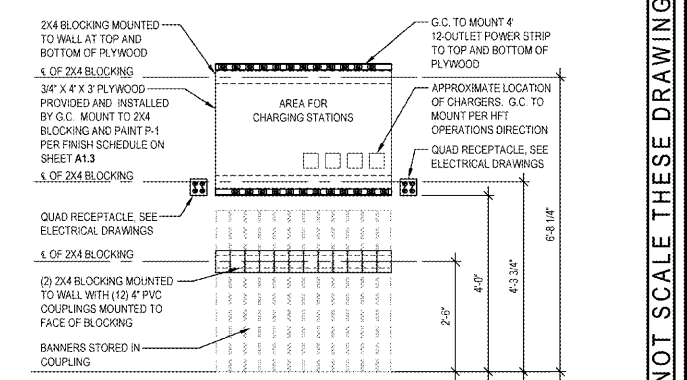 2X4 BLOCKING MOUNTED
TO WALL AT TOP AND
BOTTOM OF PLYWOOD
℄ OF 2X4 BLOCKING
3/4" X 4' X 3' PLYWOOD
PROVIDED AND INSTALLED
BY G.C. MOUNT TO 2X4
BLOCKING AND PAINT P-1
PER FINISH SCHEDULE ON
SHEET A1.3
℄ OF 2X4 BLOCKING
QUAD RECEPTACLE, SEE
ELECTRICAL DRAWINGS
℄ OF 2X4 BLOCKING
(2) 2X4 BLOCKING MOUNTED
TO WALL WITH (12) 4" PVC
COUPLINGS MOUNTED TO
FACE OF BLOCKING
BANNERS STORED IN
COUPLING
AREA FOR
CHARGING STATIONS
G.C. TO MOUNT 4'
12-OUTLET POWER STRIP
TO TOP AND BOTTOM OF
PLYWOOD
APPROXIMATE LOCATION
OF CHARGERS. G.C. TO
MOUNT PER HFT
OPERATIONS DIRECTION
QUAD RECEPTACLE, SEE
ELECTRICAL DRAWINGS
2'-6"
4'-0"
4'-3 3/4"
6'-8 1/4"
NOT SCALE THESE DRAWING